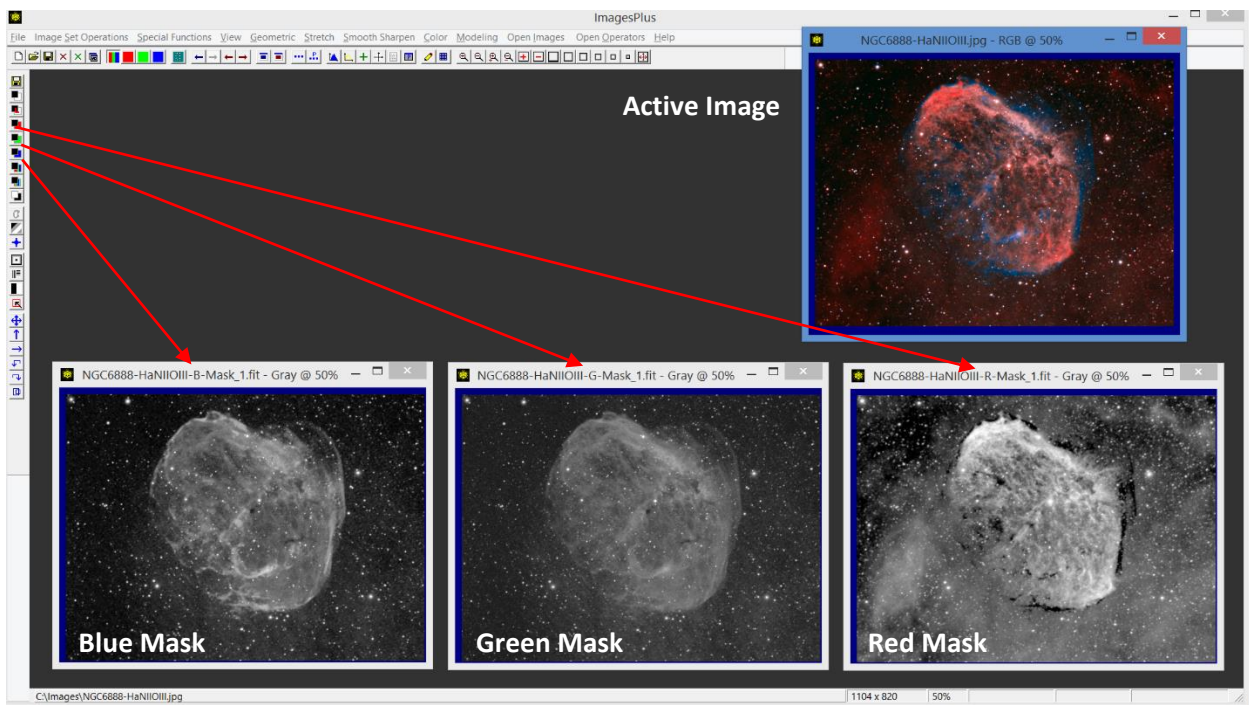 ImagesPlus
File Image Set Operations Special Functions View Geometric Stretch Smooth Sharpen Color Modeling Open Images Open Operators Help
NGC6888-HaNIIOIII.jpg - RGB @ 50%
Active Image
NGC6888-HaNIIOIII-B-Mask_1.fit - Gray @ 50%
NGC6888-HaNIIOIII-G-Mask_1.fit - Gray @ 50%
NGC6888-HaNIIOIII-R-Mask_1.fit - Gray @ 50%
Blue Mask
Green Mask
Red Mask
C:\Images\NGC6888-HaNIIOIII.jpg
1104 x 820
50%